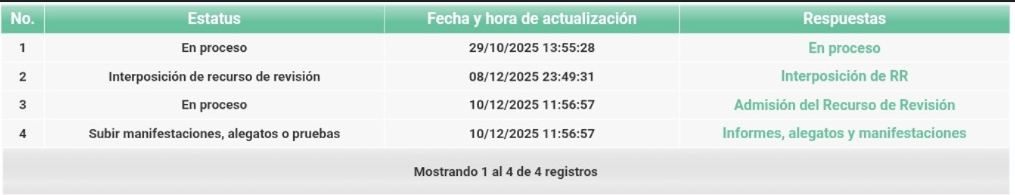 No. Estatus Fecha y hora de actualización Respuestas
1 En proceso 29/10/2025 13:55:28 En proceso
2 Interposición de recurso de revisión 08/12/2025 23:49:31 Interposición de RR
3 En proceso 10/12/2025 11:56:57 Admisión del Recurso de Revisión
4 Subir manifestaciones, alegatos o pruebas 10/12/2025 11:56:57 Informes, alegatos y manifestaciones
Mostrando 1 al 4 de 4 registros